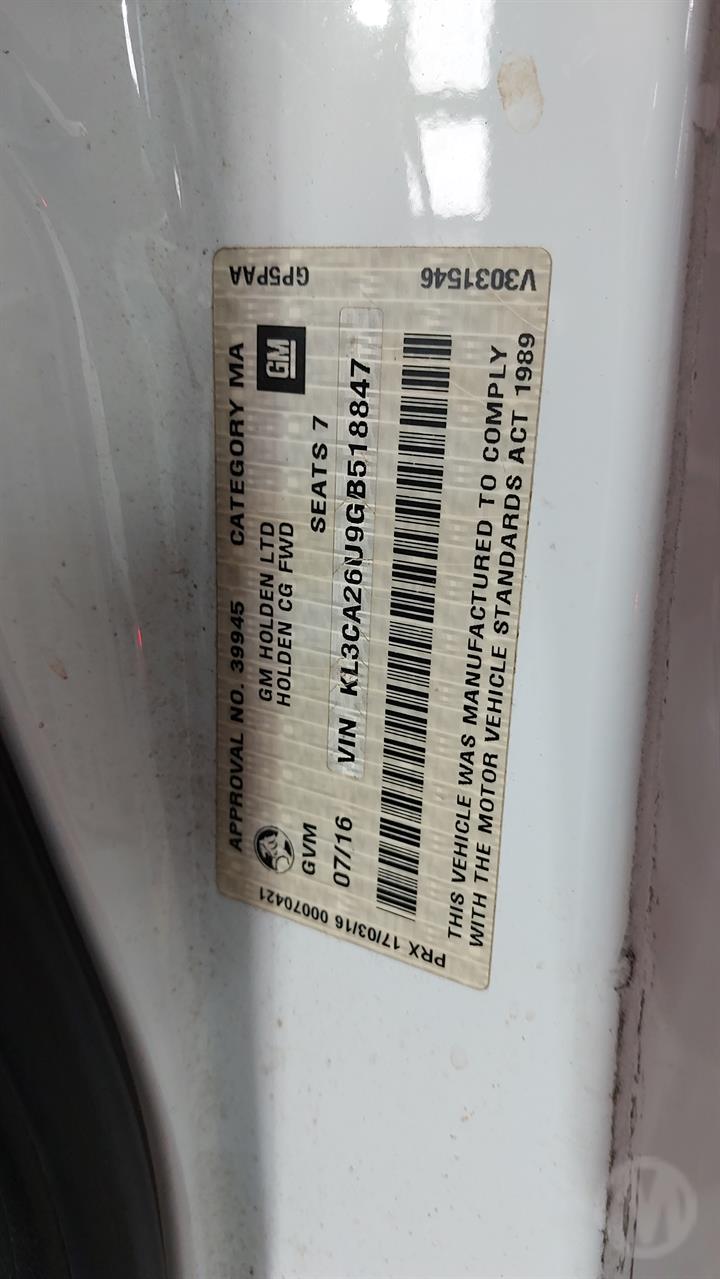 APPROVAL NO. 39945 CATEGORY MA
GM HOLDEN LTD
HOLDEN CG FWD
GM
GVM SEATS 7
07/16 VIN KL3CA26U9GB518847
THIS VEHICLE WAS MANUFACTURED TO COMPLY
WITH THE MOTOR VEHICLE STANDARDS ACT 1989
PRX 17/03/16 00070421
GP5PAA V3031546
M